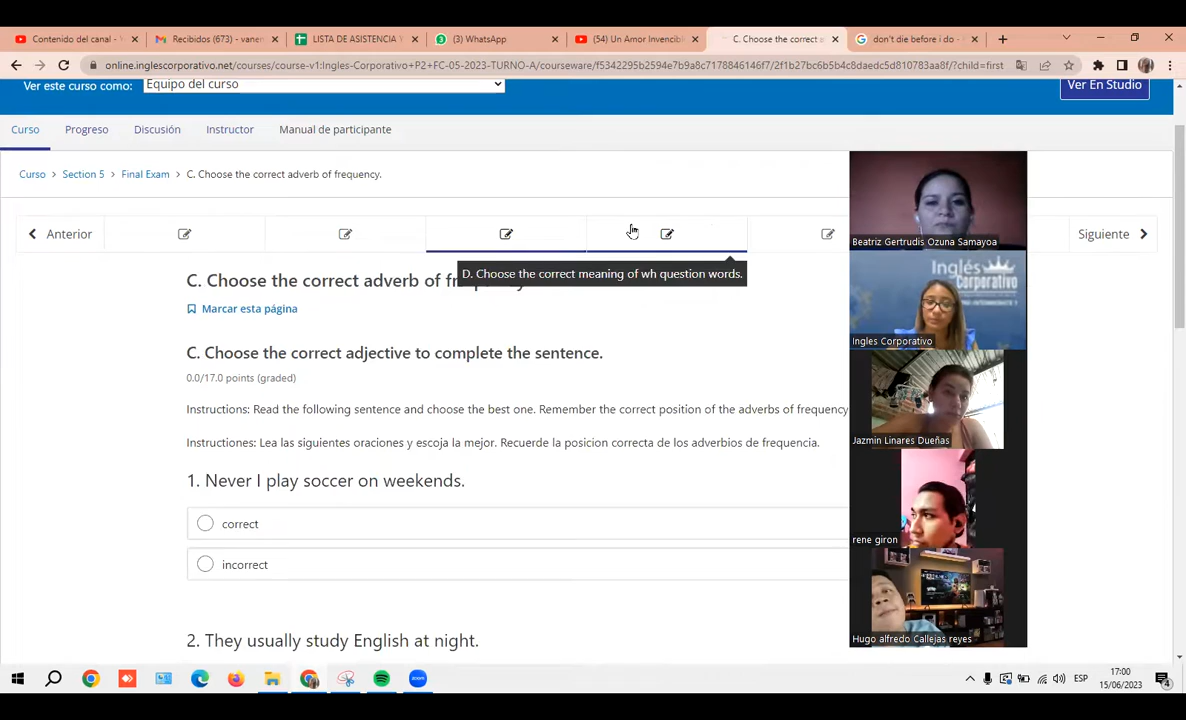 Contenido del canal -
Recibidos (673) - vanem
LISTA DE ASISTENCIA Y
(3) WhatsApp
(54) Un Amor Invencible
C. Choose the correct a
don't die before i do -
online.inglescorporativo.net/courses/course-v1:Ingles-Corporativo+P2+FC-05-2023-TURNO-A/courseware/f5342295b2594e7b9a8c7178846146f7/2f1b27bc6b5b4c8daedc5d810783aa8f/?child=first
Ver este curso como:
Equipo del curso
Ver En Studio
Curso
Progreso
Discusión
Instructor
Manual de participante
Curso > Section 5 > Final Exam > C. Choose the correct adverb of frequency.
Anterior
Siguiente
D. Choose the correct meaning of wh question words.
C. Choose the correct adverb of frequency
Marcar esta página
C. Choose the correct adjective to complete the sentence.
0.0/17.0 points (graded)
Instructions: Read the following sentence and choose the best one. Remember the correct position of the adverbs of frequency
Instructiones: Lea las siguientes oraciones y escoja la mejor. Recuerde la posicion correcta de los adverbios de frecuencia.
1. Never I play soccer on weekends.
correct
incorrect
2. They usually study English at night.
Beatriz Gertrudis Ozuna Samayoa
Inglés
Corporativo
Ingles Corporativo
Jazmin Linares Dueñas
rene giron
Hugo alfredo Callejas reyes
zoom
ESP
17:00
15/06/2023
4